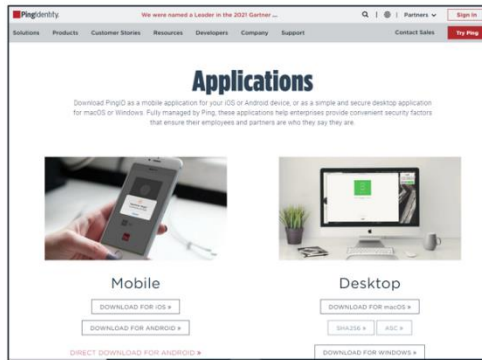 PingIdentity.
We were named a Leader in the 2021 Gartner ...
Partners
Sign In
Solutions Products Customer Stories Resources Developers Company Support
Contact Sales
Try Ping
Applications
Download PingID as a mobile application for your iOS or Android device, or as a simple and secure desktop application
for macOS or Windows. Fully managed by Ping, these applications help enterprises provide convenient security factors
that ensure their employees and partners are who they say they are.
Mobile
DOWNLOAD FOR iOS »
DOWNLOAD FOR ANDROID »
DIRECT DOWNLOAD FOR ANDROID »
Desktop
DOWNLOAD FOR macOS »
SHA256 »
ASC »
DOWNLOAD FOR WINDOWS »